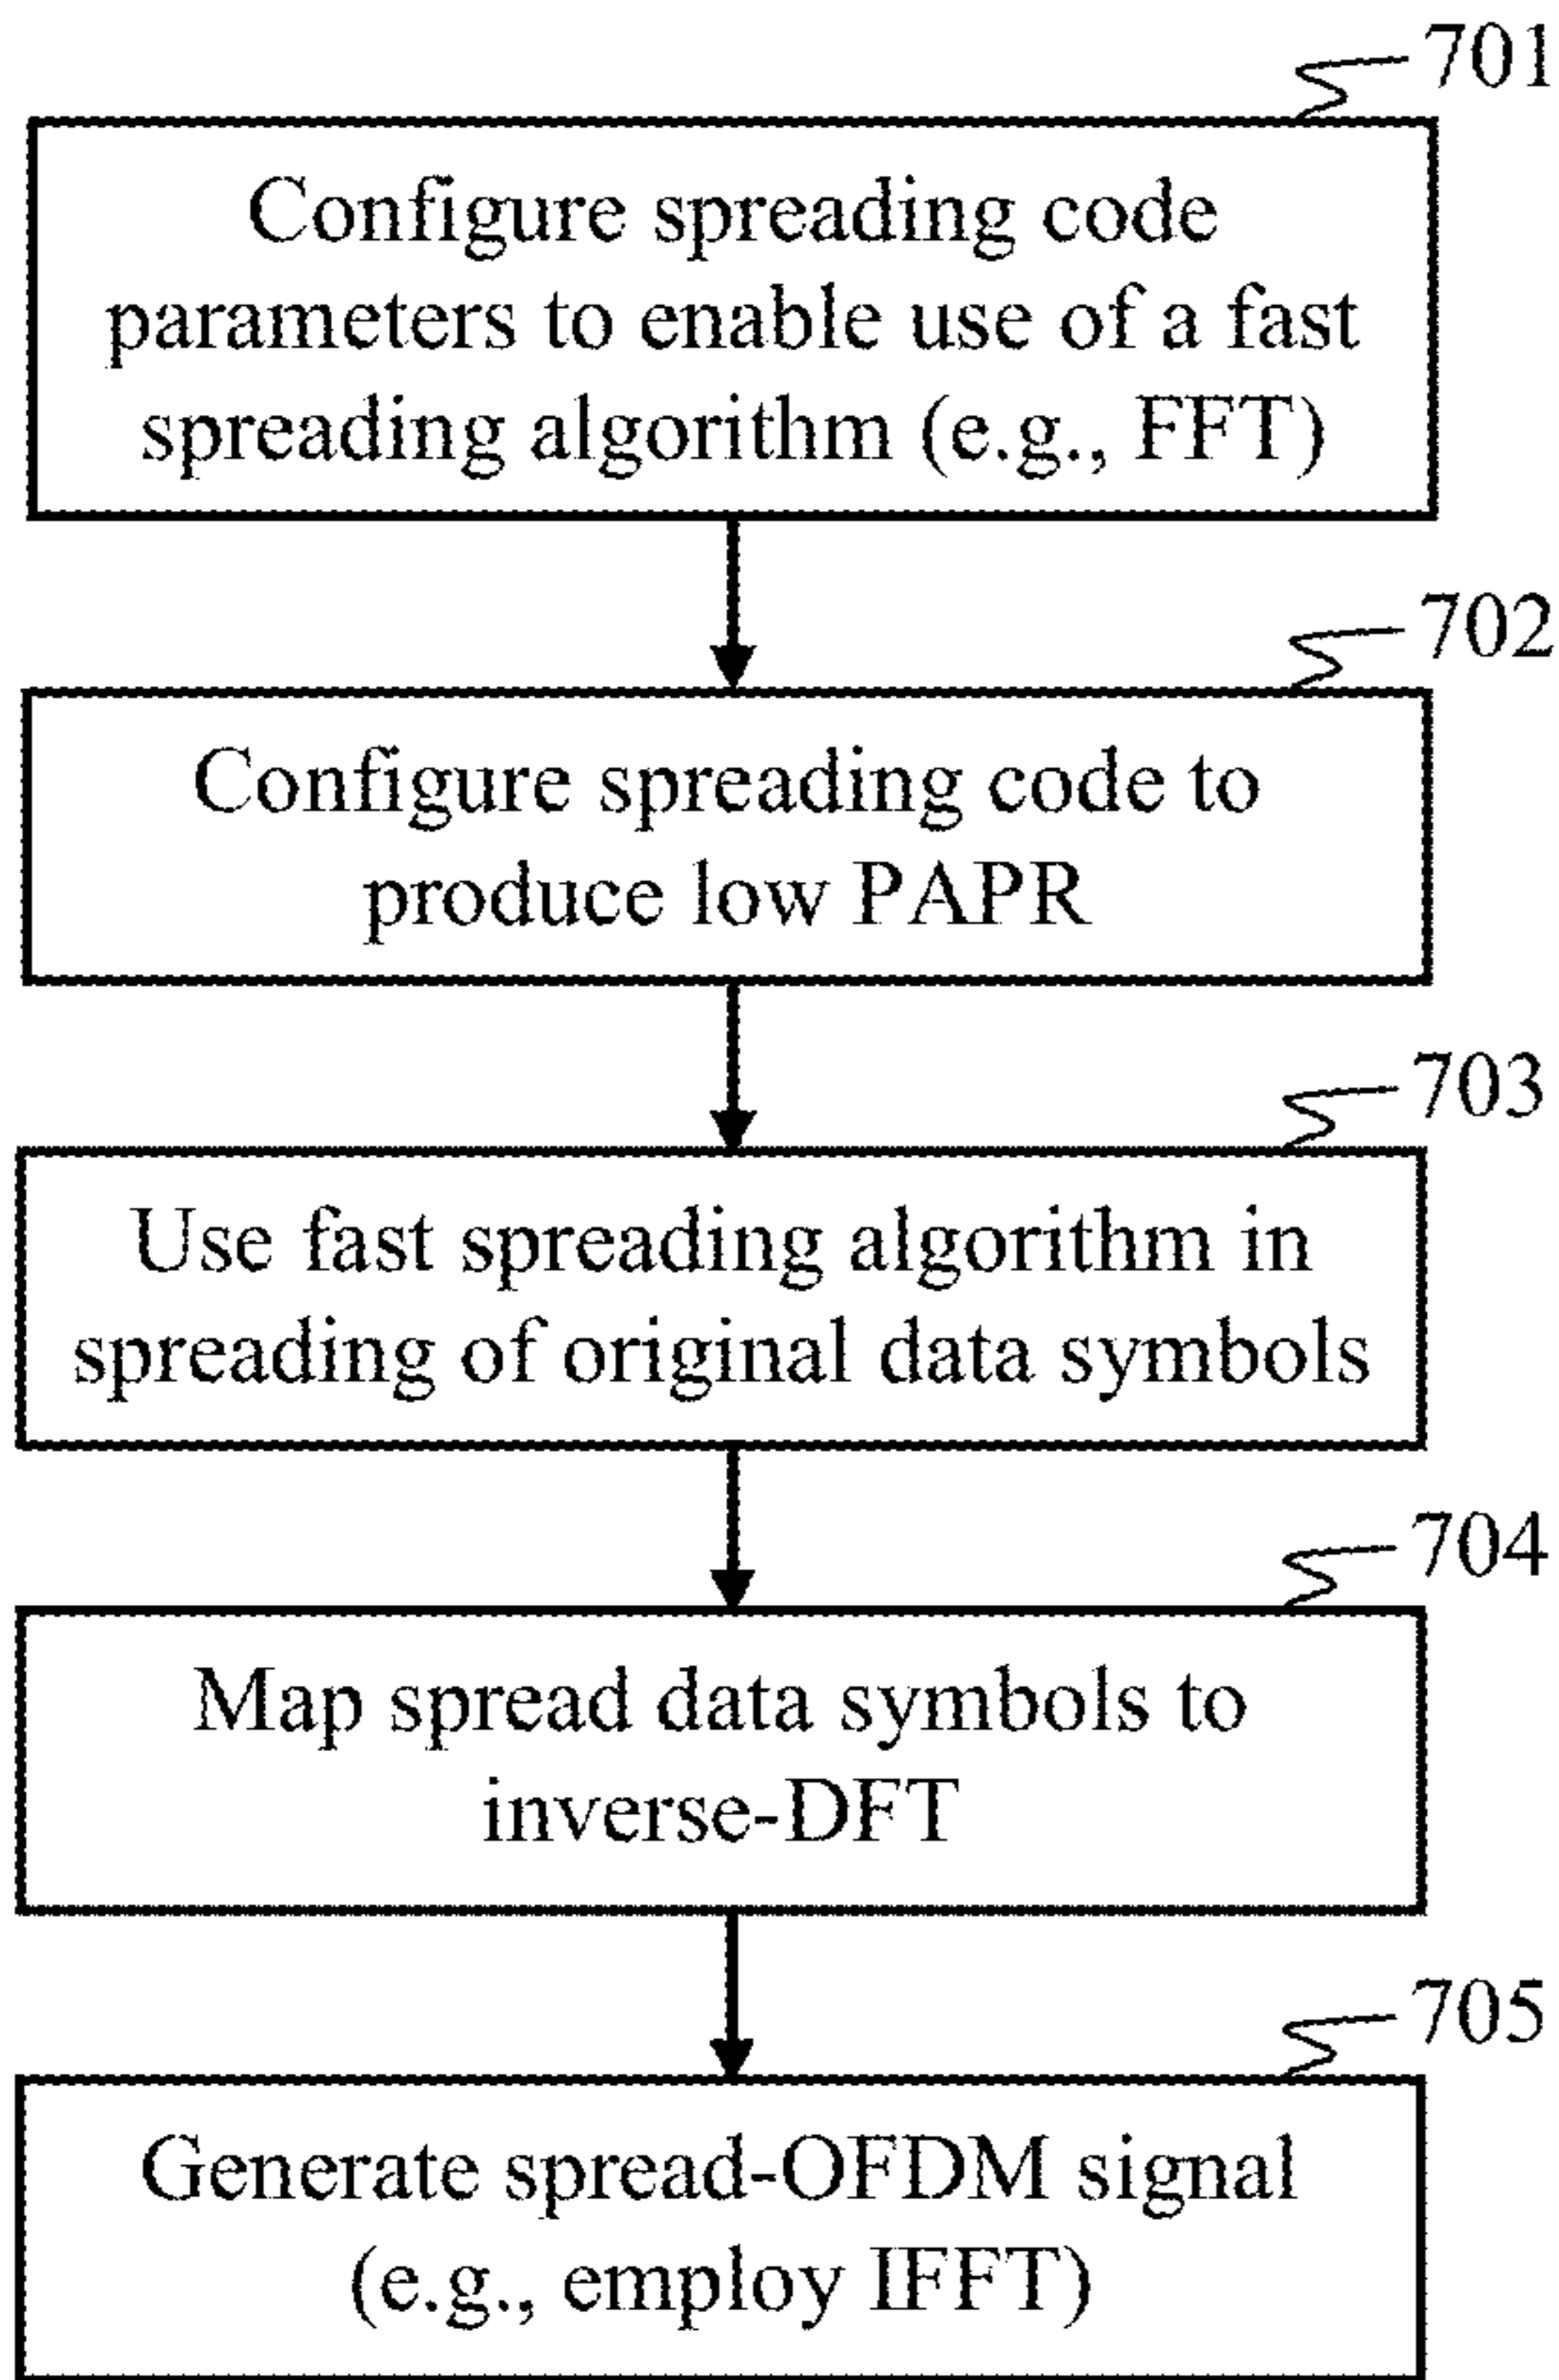 701
Configure spreading code
parameters to enable use of a fast
spreading algorithm (e.g., FFT)
702
Configure spreading code to
produce low PAPR
703
Use fast spreading algorithm in
spreading of original data symbols
704
Map spread data symbols to
inverse-DFT
705
Generate spread-OFDM signal
(e.g., employ IFFT)